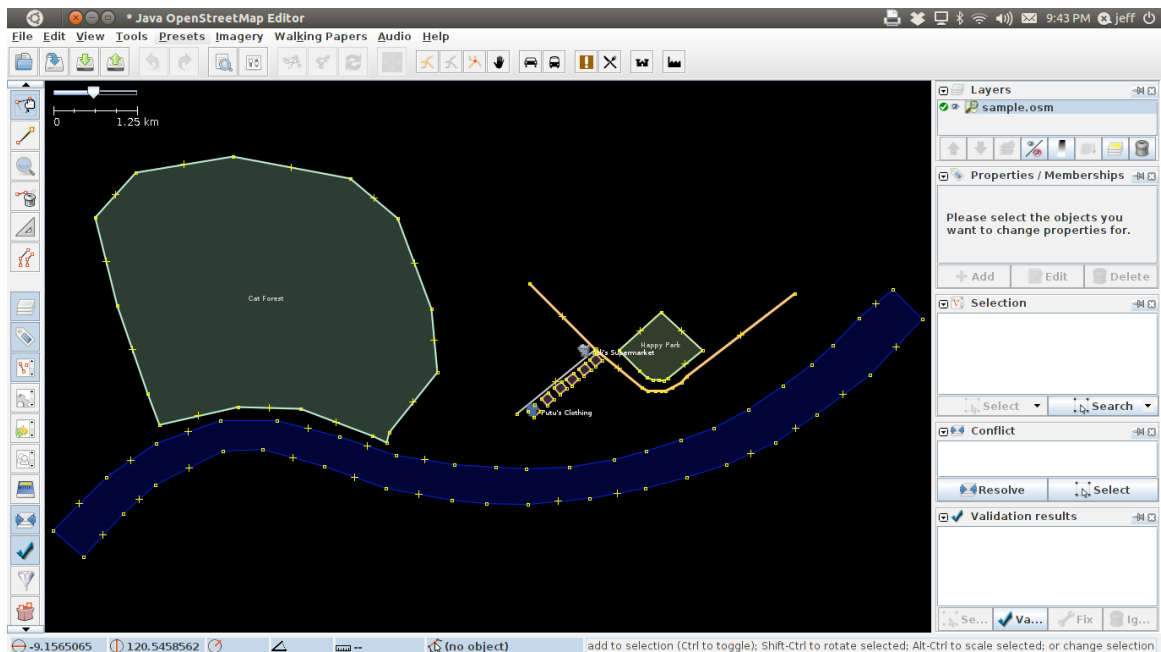 * Java OpenStreetMap Editor
9:43 PM jeff
File Edit View Tools Presets Imagery Walking Papers Audio Help
0 1.25 km
Cat Forest
Happy Park
's Supermarket
Putu's Clothing
Layers
sample.osm
Properties / Memberships
Please select the objects you
want to change properties for.
Add Edit Delete
Selection
Select Search
Conflict
Resolve Select
Validation results
Se... Va... Fix Ig...
-9.1565065 120.5458562 -- (no object) add to selection (Ctrl to toggle); Shift-Ctrl to rotate selected; Alt-Ctrl to scale selected; or change selection